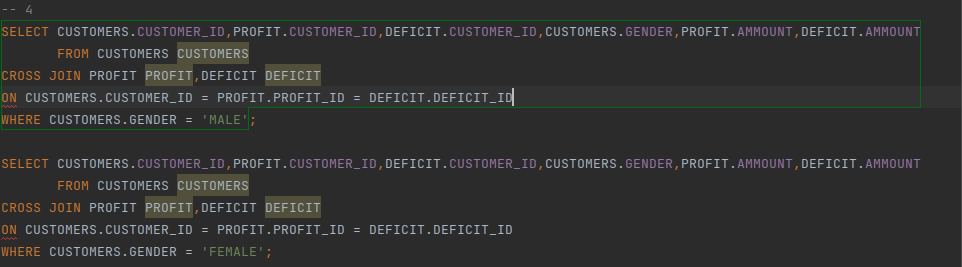 -- 4
SELECT CUSTOMERS.CUSTOMER_ID,PROFIT.CUSTOMER_ID,DEFICIT.CUSTOMER_ID,CUSTOMERS.GENDER,PROFIT.AMMOUNT,DEFICIT.AMMOUNT
FROM CUSTOMERS CUSTOMERS
CROSS JOIN PROFIT PROFIT,DEFICIT DEFICIT
ON CUSTOMERS.CUSTOMER_ID = PROFIT.PROFIT_ID = DEFICIT.DEFICIT_ID
WHERE CUSTOMERS.GENDER = 'MALE';
SELECT CUSTOMERS.CUSTOMER_ID,PROFIT.CUSTOMER_ID,DEFICIT.CUSTOMER_ID,CUSTOMERS.GENDER,PROFIT.AMMOUNT,DEFICIT.AMMOUNT
FROM CUSTOMERS CUSTOMERS
CROSS JOIN PROFIT PROFIT,DEFICIT DEFICIT
ON CUSTOMERS.CUSTOMER_ID = PROFIT.PROFIT_ID = DEFICIT.DEFICIT_ID
WHERE CUSTOMERS.GENDER = 'FEMALE';